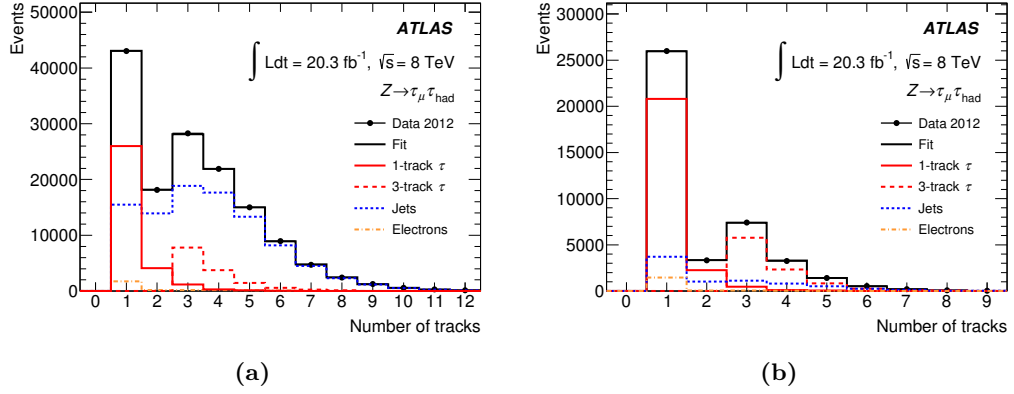 Events
50000
40000
30000
20000
10000
0
0 1 2 3 4 5 6 7 8 9 10 11 12
Number of tracks
ATLAS
∫ Ldt = 20.3 fb⁻¹, √s = 8 TeV
Z→τμτhad
Data 2012
Fit
1-track τ
3-track τ
Jets
Electrons
(a)
Events
30000
25000
20000
15000
10000
5000
0
0 1 2 3 4 5 6 7 8 9
Number of tracks
ATLAS
∫ Ldt = 20.3 fb⁻¹, √s = 8 TeV
Z→τμτhad
Data 2012
Fit
1-track τ
3-track τ
Jets
Electrons
(b)